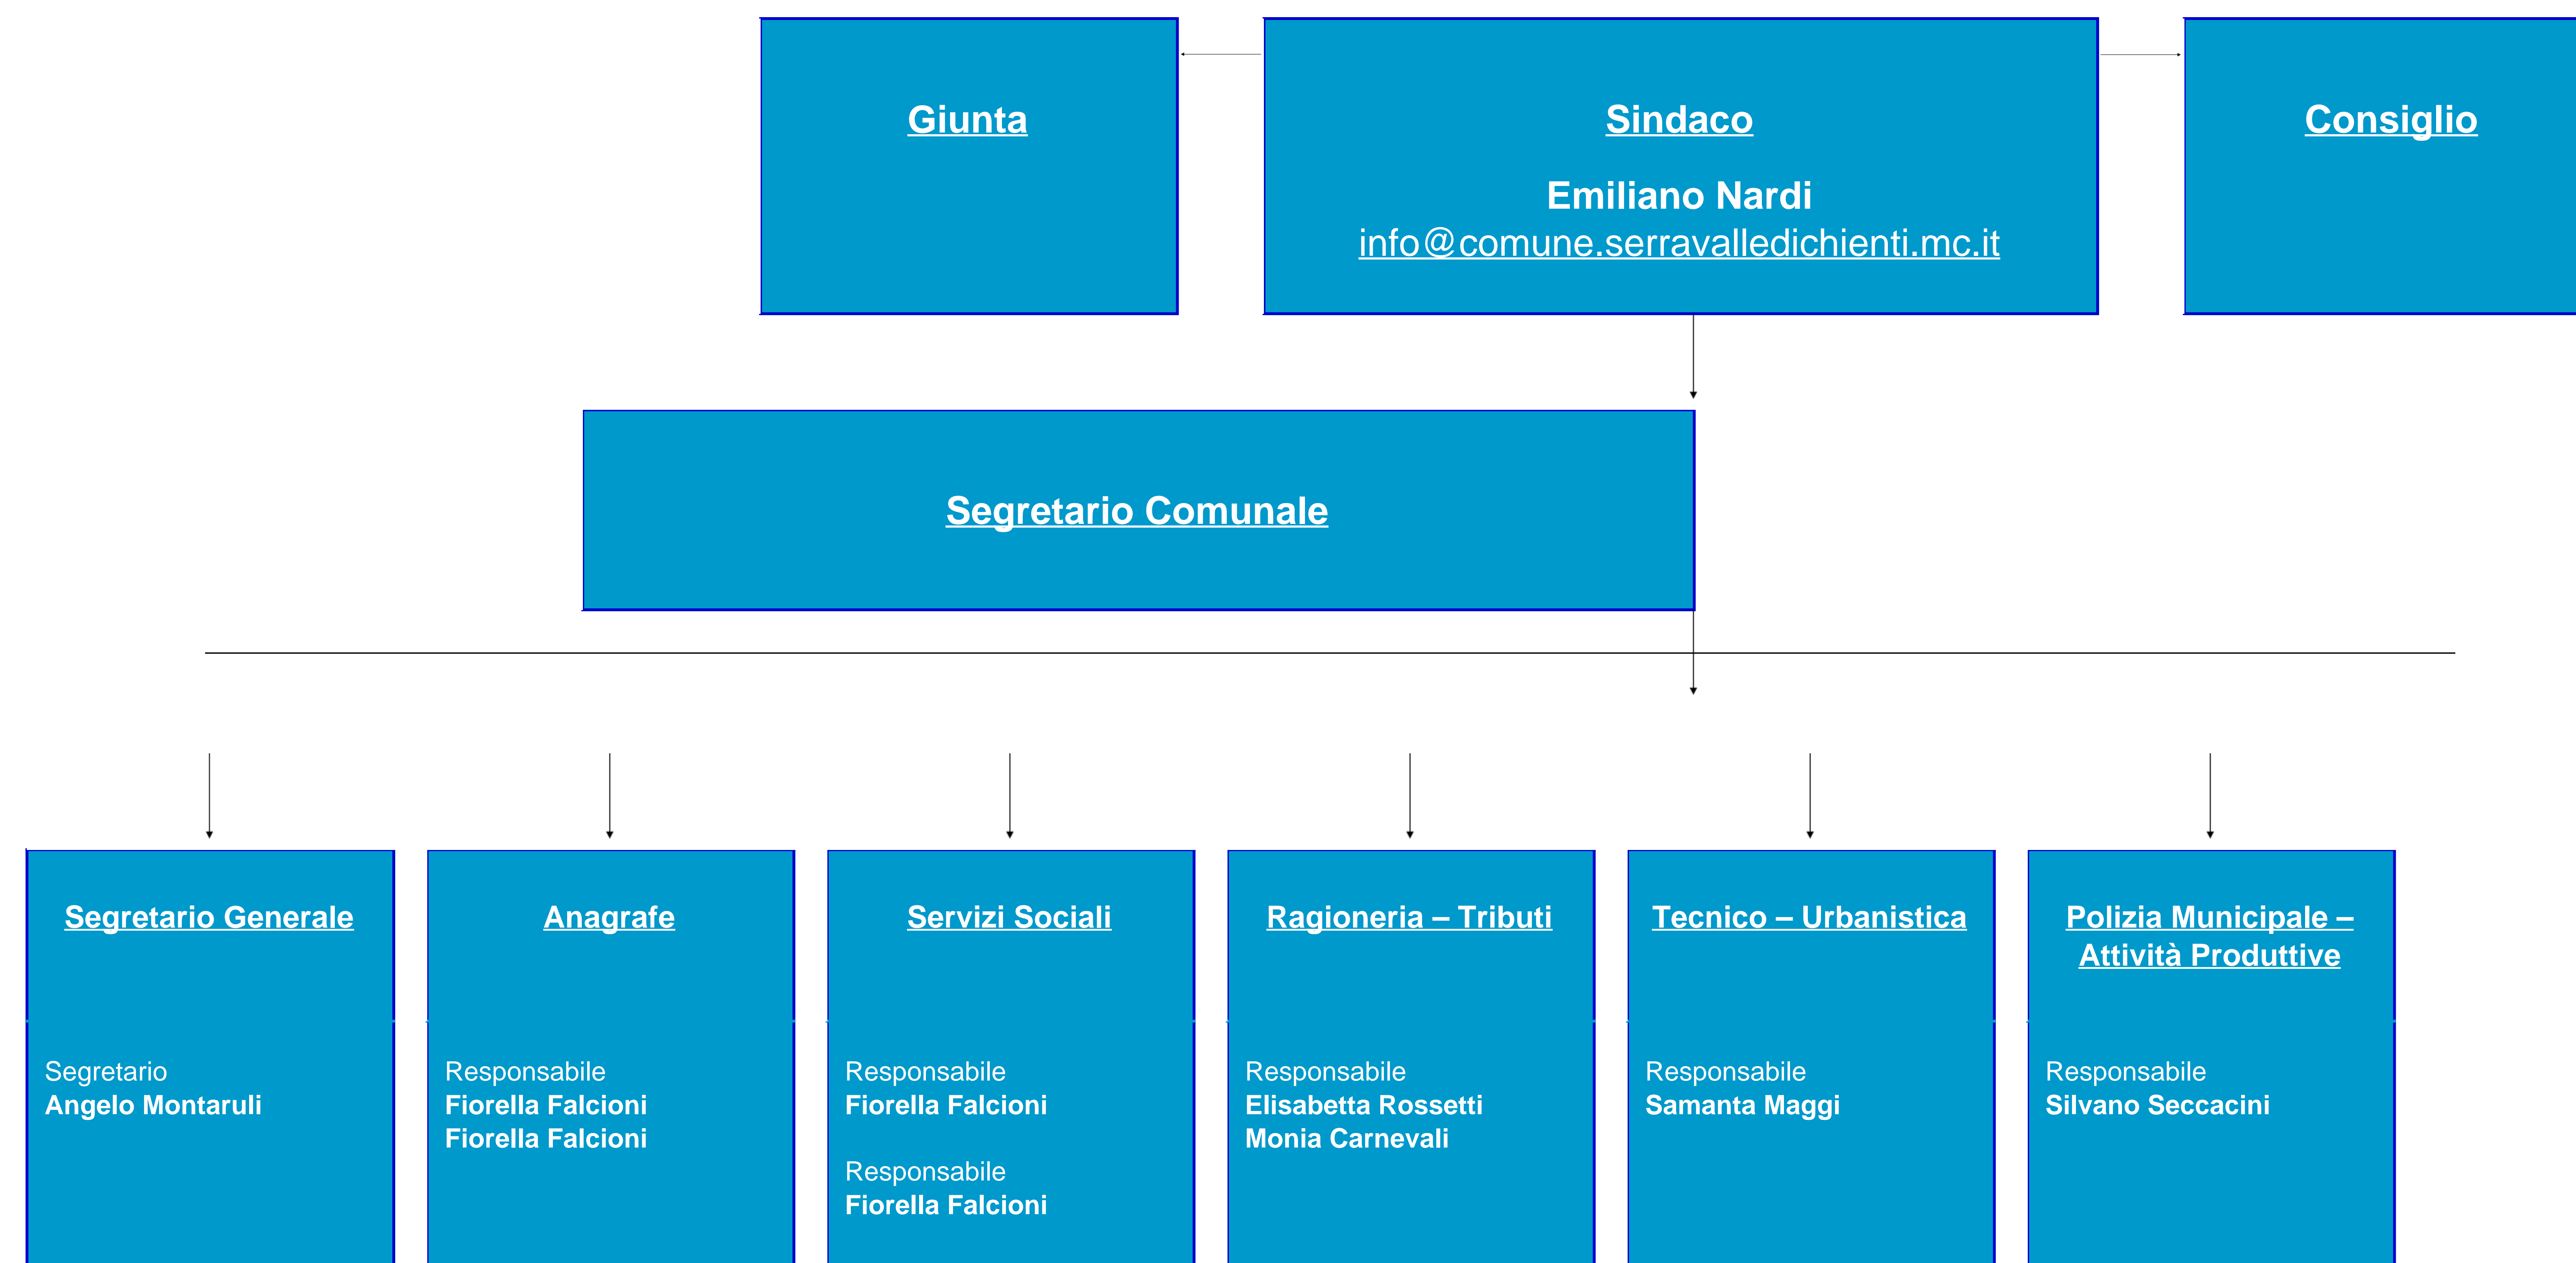 Giunta
Sindaco
Emiliano Nardi
info@comune.serravalledichienti.mc.it
Consiglio
Segretario Comunale
Segretario Generale
Segretario
Angelo Montaruli
Anagrafe
Responsabile
Fiorella Falcioni
Fiorella Falcioni
Servizi Sociali
Responsabile
Fiorella Falcioni
Responsabile
Fiorella Falcioni
Ragioneria – Tributi
Responsabile
Elisabetta Rossetti
Monia Carnevali
Tecnico – Urbanistica
Responsabile
Samanta Maggi
Polizia Municipale –
Attività Produttive
Responsabile
Silvano Seccacini